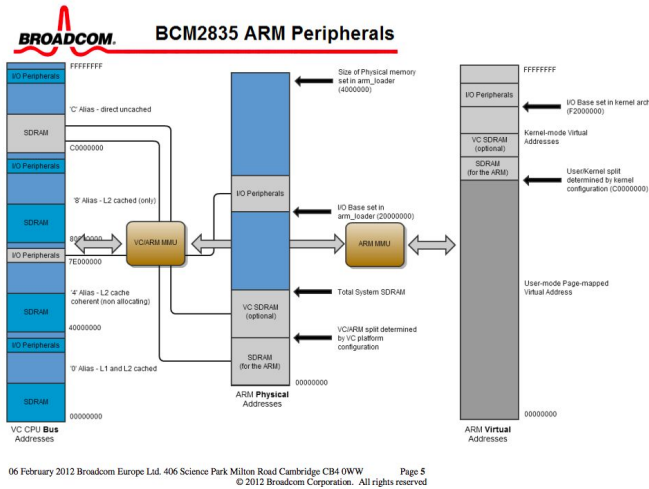 BROADCOM.
BCM2835 ARM Peripherals
FFFFFFFF
I/O Peripherals
'C' Alias - direct uncached
SDRAM
C0000000
I/O Peripherals
'8' Alias - L2 cached (only)
SDRAM
80000000
I/O Peripherals
7E000000
'4' Alias - L2 cache
coherent (non allocating)
SDRAM
40000000
I/O Peripherals
'0' Alias - L1 and L2 cached
SDRAM
00000000
VC CPU Bus
Addresses
VC/ARM MMU
Size of Physical memory
set in arm_loader
(4000000)
I/O Peripherals
I/O Base set in
arm_loader (20000000)
Total System SDRAM
VC SDRAM
(optional)
VC/ARM split determined
by VC platform
configuration
SDRAM
(for the ARM)
00000000
ARM Physical
Addresses
ARM MMU
FFFFFFFF
I/O Peripherals
I/O Base set in kernel arch
(F2000000)
Kernel-mode Virtual
Addresses
VC SDRAM
(optional)
SDRAM
(for the ARM)
User/Kernel split
determined by kernel
configuration (C0000000)
User-mode Page-mapped
Virtual Address
00000000
ARM Virtual
Addresses
06 February 2012 Broadcom Europe Ltd. 406 Science Park Milton Road Cambridge CB4 0WW Page 5
© 2012 Broadcom Corporation. All rights reserved